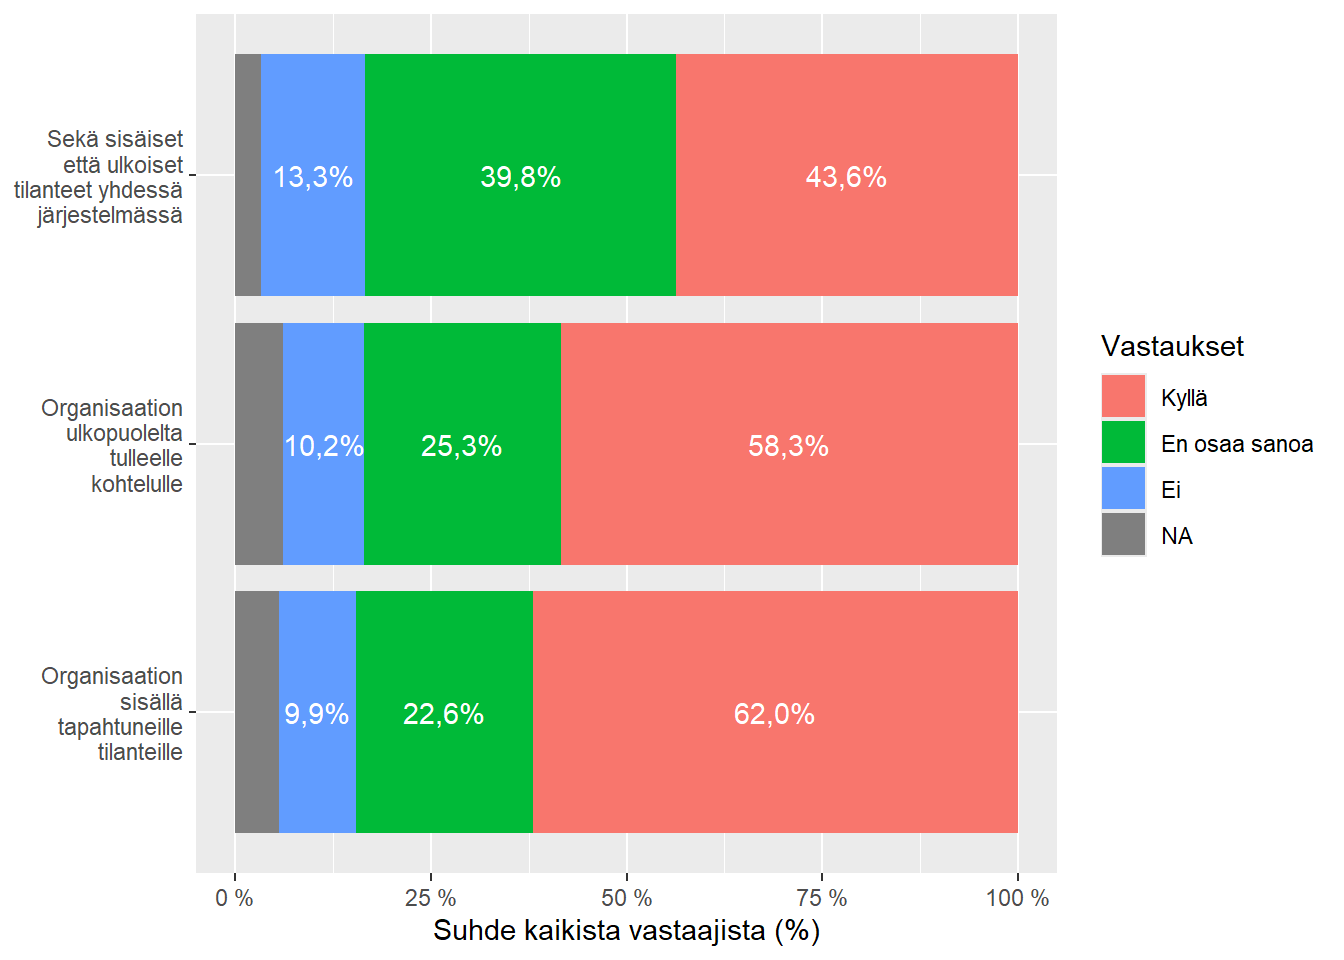 Sekä sisäiset
että ulkoiset
tilanteet yhdessä
järjestelmässä
13,3%
39,8%
43,6%
Organisaation
ulkopuolelta
tulleelle
kohtelulle
10,2%
25,3%
58,3%
Organisaation
sisällä
tapahtuneille
tilanteille
9,9%
22,6%
62,0%
0 %
25 %
50 %
75 %
100 %
Suhde kaikista vastaajista (%)
Vastaukset
Kyllä
En osaa sanoa
Ei
NA